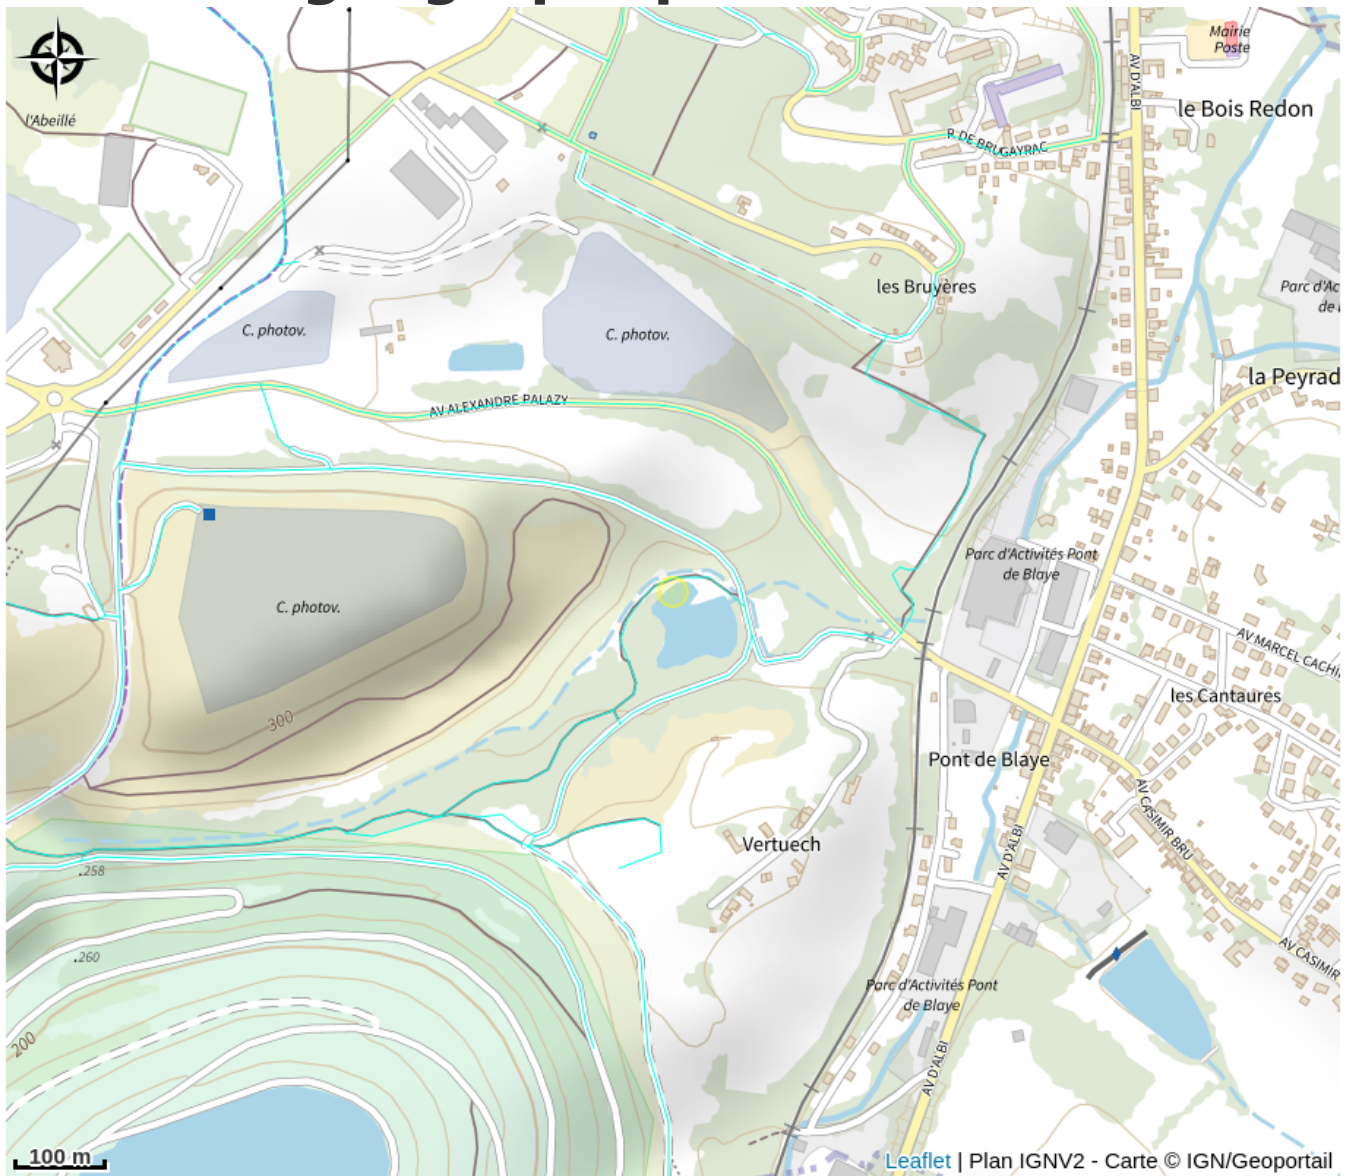 Mairie
Poste
AV D'ALBI
l'Abeillé
le Bois Redon
R DE BRUGAYRAC
les Bruyères
Parc d'Ac
de
C. photov.
C. photov.
la Peyrad
AV ALEXANDRE PALAZY
Parc d'Activités Pont
de Blaye
C. photov.
AV MARCEL CACHI
les Cantaures
300
Pont de Blaye
AV CASIMIR BRU
Vertuech
AV D'ALBI
.258
.260
AV CASIMIR
Parc d'Activités Pont
de Blaye
200
AV D'ALBI
100 m
Leaflet | Plan IGNV2 - Carte © IGN/Geoportail